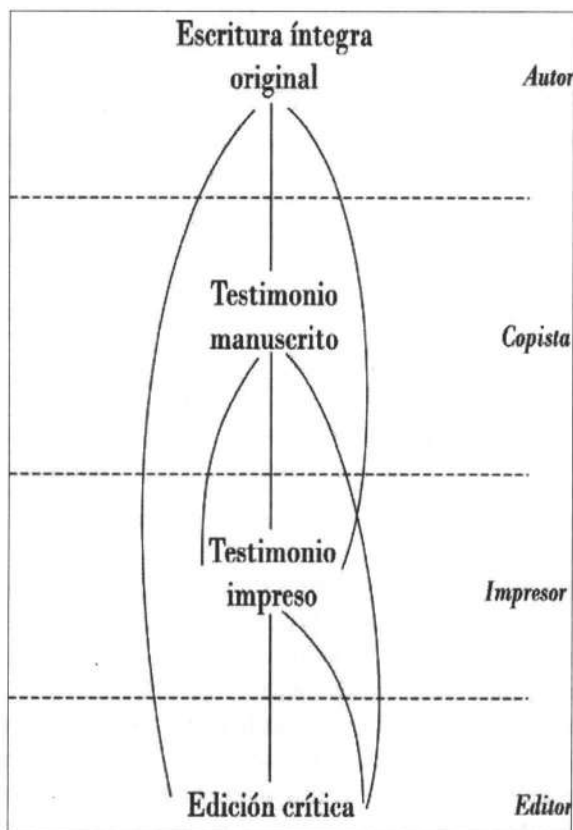 Escritura íntegra
original
Autor
Testimonio
manuscrito
Copista
Testimonio
impreso
Impresor
Edición crítica
Editor